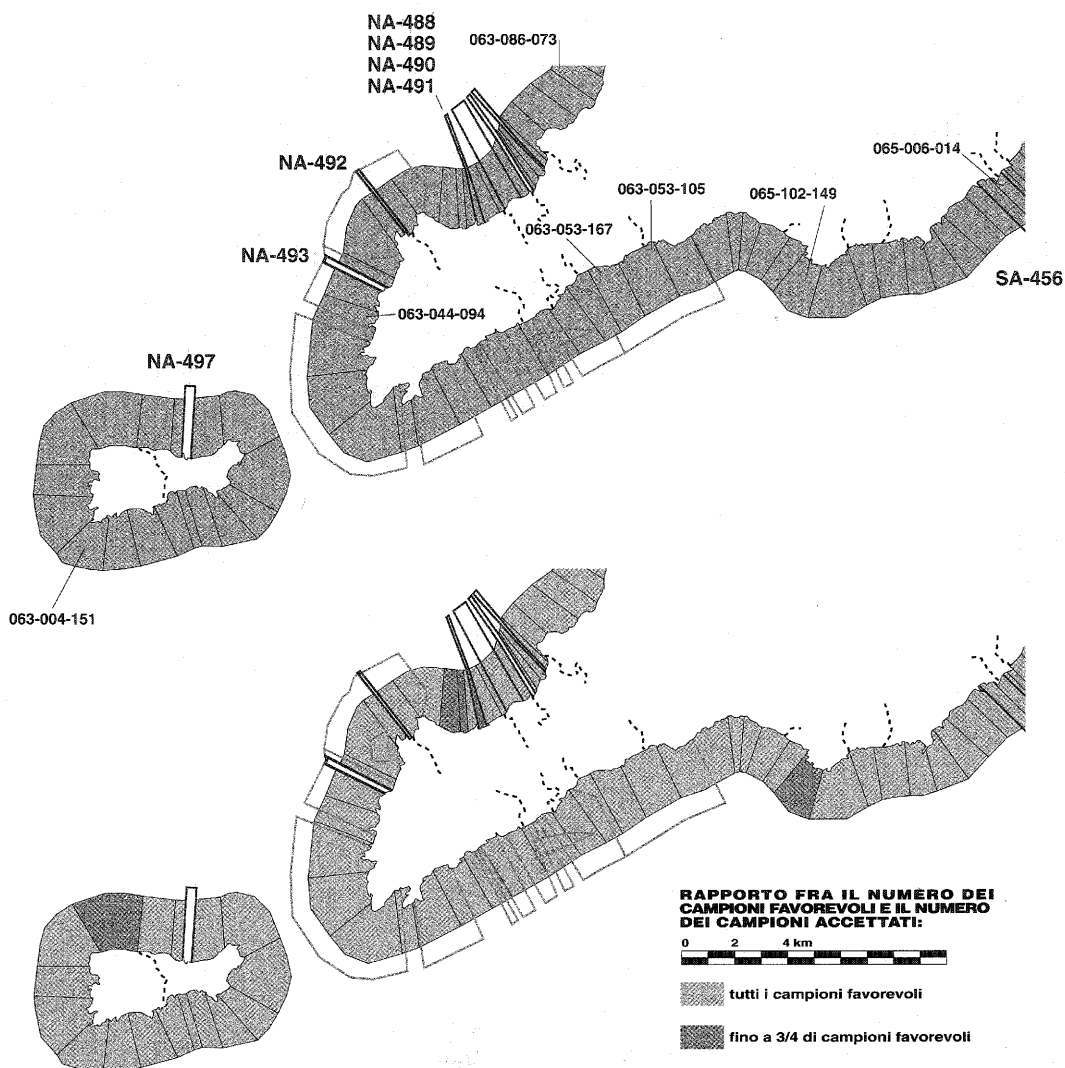 NA-488
NA-489
NA-490
NA-491
063-086-073
NA-492
065-006-014
063-053-105
065-102-149
063-053-167
NA-493
SA-456
063-044-094
NA-497
063-004-151
RAPPORTO FRA IL NUMERO DEI
CAMPIONI FAVOREVOLI E IL NUMERO
DEI CAMPIONI ACCETTATI:
0 2 4 km
tutti i campioni favorevoli
fino a 3/4 di campioni favorevoli